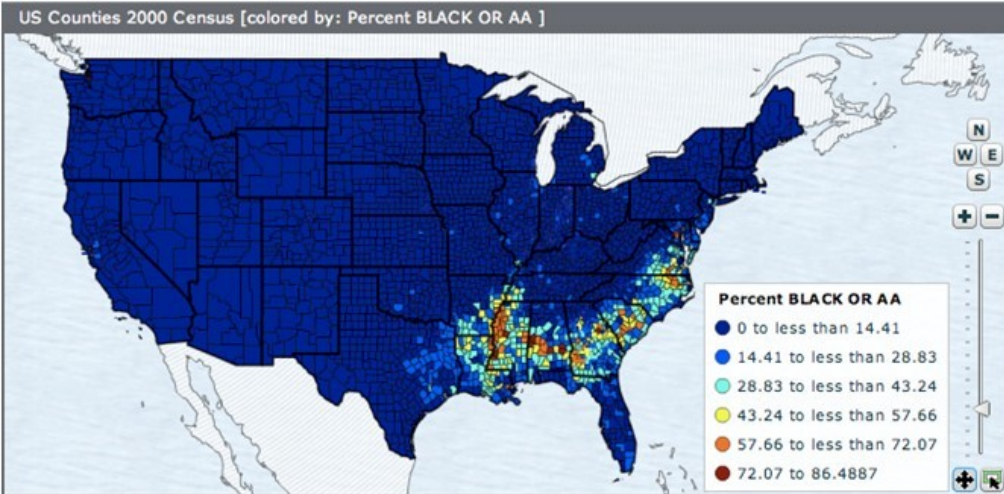 US Counties 2000 Census [colored by: Percent BLACK OR AA ]
N
W E
S
+ −
Percent BLACK OR AA
0 to less than 14.41
14.41 to less than 28.83
28.83 to less than 43.24
43.24 to less than 57.66
57.66 to less than 72.07
72.07 to 86.4887